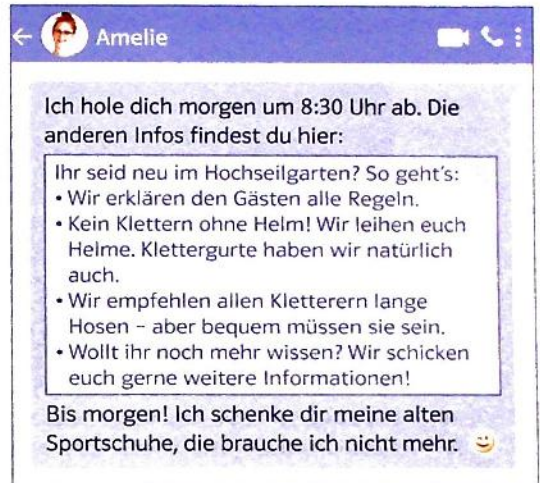 Amelie
Ich hole dich morgen um 8:30 Uhr ab. Die
anderen Infos findest du hier:
Ihr seid neu im Hochseilgarten? So geht's:
• Wir erklären den Gästen alle Regeln.
• Kein Klettern ohne Helm! Wir leihen euch
Helme. Klettergurte haben wir natürlich
auch.
• Wir empfehlen allen Kletterern lange
Hosen – aber bequem müssen sie sein.
• Wollt ihr noch mehr wissen? Wir schicken
euch gerne weitere Informationen!
Bis morgen! Ich schenke dir meine alten
Sportschuhe, die brauche ich nicht mehr. 😉